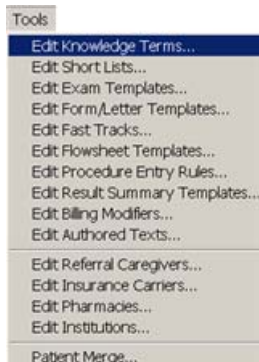 Tools
Edit Knowledge Terms...
Edit Short Lists...
Edit Exam Templates...
Edit Form/Letter Templates...
Edit Fast Tracks...
Edit Flowsheet Templates...
Edit Procedure Entry Rules...
Edit Result Summary Templates...
Edit Billing Modifiers...
Edit Authored Texts...
Edit Referral Caregivers...
Edit Insurance Carriers...
Edit Pharmacies...
Edit Institutions...
Patient Merge...